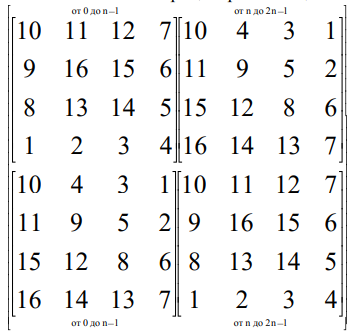 от 0 до n–1 от n до 2n–1
10 11 12 7 10 4 3 1
9 16 15 6 11 9 5 2
8 13 14 5 15 12 8 6
1 2 3 4 16 14 13 7
10 4 3 1 10 11 12 7
11 9 5 2 9 16 15 6
15 12 8 6 8 13 14 5
16 14 13 7 1 2 3 4
от 0 до n–1 от n до 2n–1